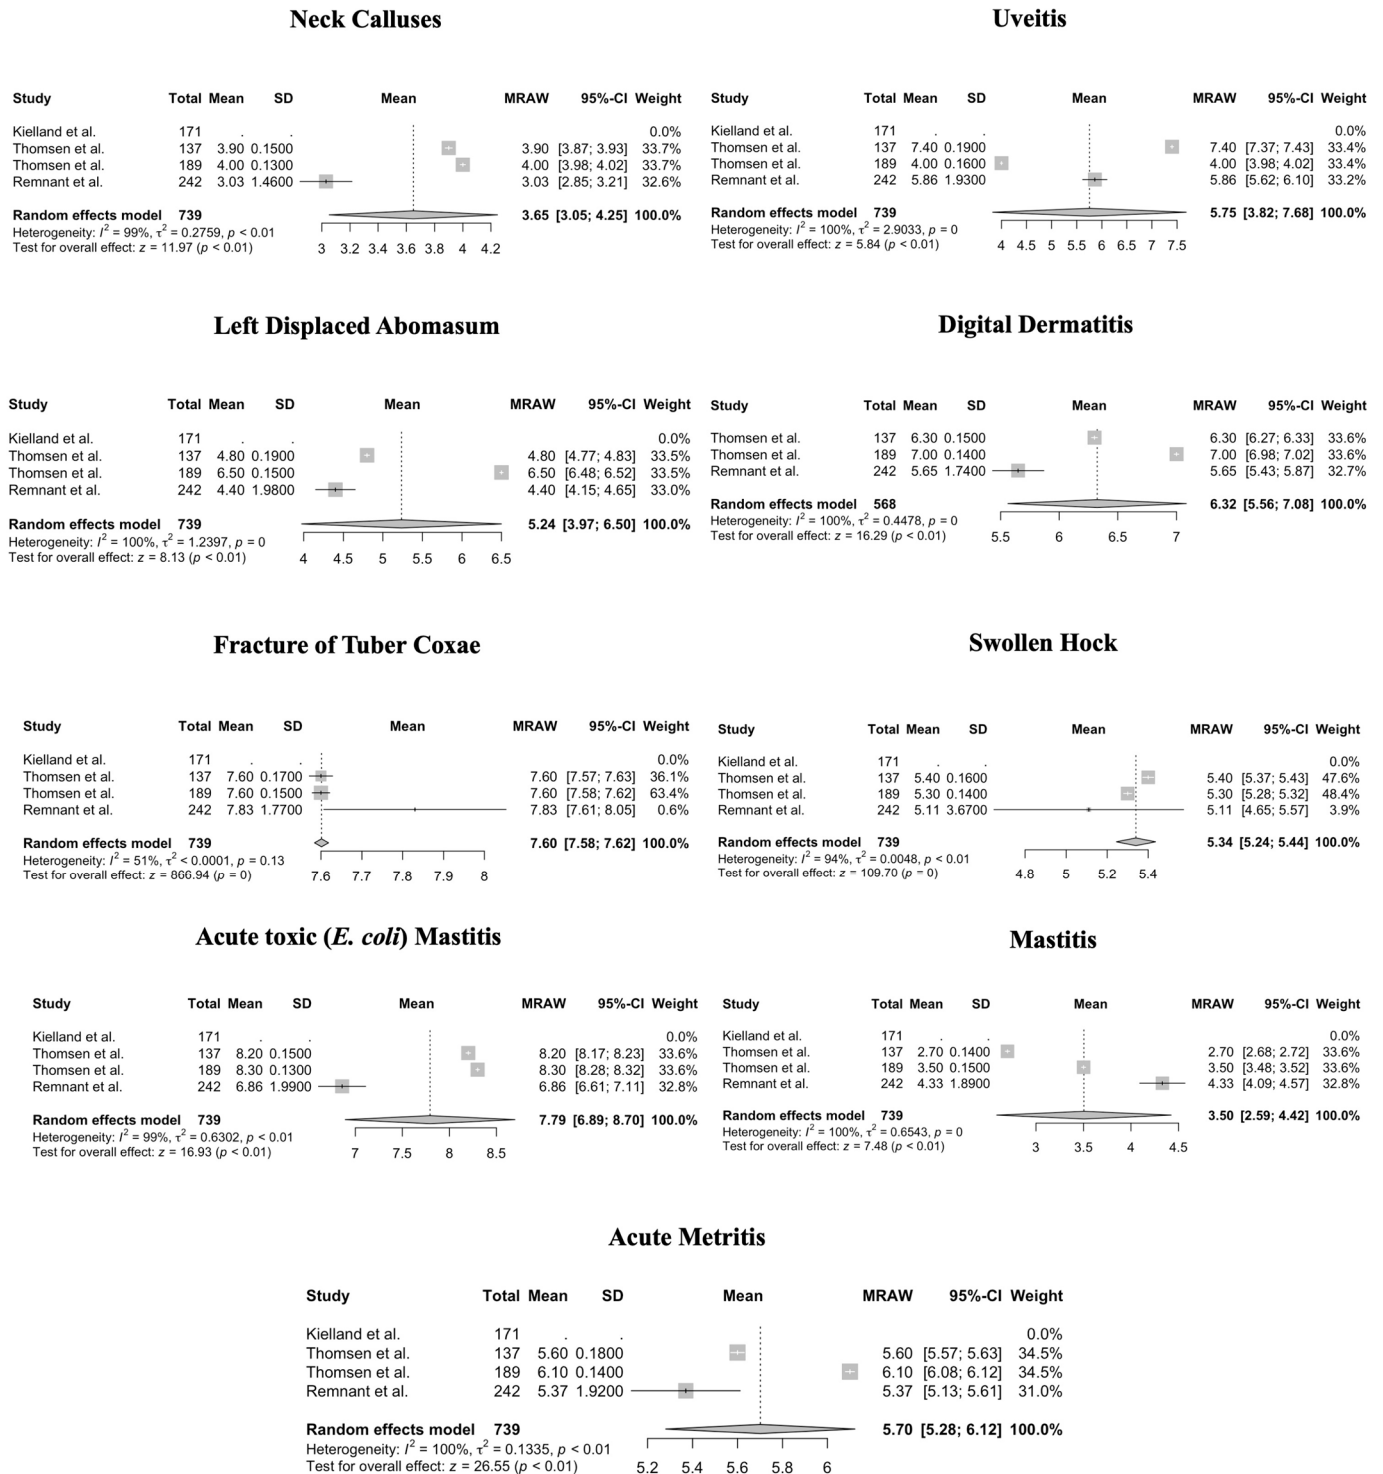 Neck Calluses
Study Total Mean SD Mean MRAW 95%-CI Weight
Kielland et al. 171 . . 0.0%
Thomsen et al. 137 3.90 0.1500 3.90 [3.87; 3.93] 33.7%
Thomsen et al. 189 4.00 0.1300 4.00 [3.98; 4.02] 33.7%
Remnant et al. 242 3.03 1.4600 3.03 [2.85; 3.21] 32.6%
Random effects model 739 3.65 [3.05; 4.25] 100.0%
Heterogeneity: I² = 99%, τ² = 0.2759, p < 0.01
Test for overall effect: z = 11.97 (p < 0.01)
3 3.2 3.4 3.6 3.8 4 4.2
Uveitis
Study Total Mean SD Mean MRAW 95%-CI Weight
Kielland et al. 171 . . 0.0%
Thomsen et al. 137 7.40 0.1900 7.40 [7.37; 7.43] 33.4%
Thomsen et al. 189 4.00 0.1600 4.00 [3.98; 4.02] 33.4%
Remnant et al. 242 5.86 1.9300 5.86 [5.62; 6.10] 33.2%
Random effects model 739 5.75 [3.82; 7.68] 100.0%
Heterogeneity: I² = 100%, τ² = 2.9033, p = 0
Test for overall effect: z = 5.84 (p < 0.01)
4 4.5 5 5.5 6 6.5 7 7.5
Left Displaced Abomasum
Study Total Mean SD Mean MRAW 95%-CI Weight
Kielland et al. 171 . . 0.0%
Thomsen et al. 137 4.80 0.1900 4.80 [4.77; 4.83] 33.5%
Thomsen et al. 189 6.50 0.1500 6.50 [6.48; 6.52] 33.5%
Remnant et al. 242 4.40 1.9800 4.40 [4.15; 4.65] 33.0%
Random effects model 739 5.24 [3.97; 6.50] 100.0%
Heterogeneity: I² = 100%, τ² = 1.2397, p = 0
Test for overall effect: z = 8.13 (p < 0.01)
4 4.5 5 5.5 6 6.5
Digital Dermatitis
Study Total Mean SD Mean MRAW 95%-CI Weight
Thomsen et al. 137 6.30 0.1500 6.30 [6.27; 6.33] 33.6%
Thomsen et al. 189 7.00 0.1400 7.00 [6.98; 7.02] 33.6%
Remnant et al. 242 5.65 1.7400 5.65 [5.43; 5.87] 32.7%
Random effects model 568 6.32 [5.56; 7.08] 100.0%
Heterogeneity: I² = 100%, τ² = 0.4478, p = 0
Test for overall effect: z = 16.29 (p < 0.01)
5.5 6 6.5 7
Fracture of Tuber Coxae
Study Total Mean SD Mean MRAW 95%-CI Weight
Kielland et al. 171 . . 0.0%
Thomsen et al. 137 7.60 0.1700 7.60 [7.57; 7.63] 36.1%
Thomsen et al. 189 7.60 0.1500 7.60 [7.58; 7.62] 63.4%
Remnant et al. 242 7.83 1.7700 7.83 [7.61; 8.05] 0.6%
Random effects model 739 7.60 [7.58; 7.62] 100.0%
Heterogeneity: I² = 51%, τ² < 0.0001, p = 0.13
Test for overall effect: z = 866.94 (p = 0)
7.6 7.7 7.8 7.9 8
Swollen Hock
Study Total Mean SD Mean MRAW 95%-CI Weight
Kielland et al. 171 . . 0.0%
Thomsen et al. 137 5.40 0.1600 5.40 [5.37; 5.43] 47.6%
Thomsen et al. 189 5.30 0.1400 5.30 [5.28; 5.32] 48.4%
Remnant et al. 242 5.11 3.6700 5.11 [4.65; 5.57] 3.9%
Random effects model 739 5.34 [5.24; 5.44] 100.0%
Heterogeneity: I² = 94%, τ² = 0.0048, p < 0.01
Test for overall effect: z = 109.70 (p = 0)
4.8 5 5.2 5.4
Acute toxic (E. coli) Mastitis
Study Total Mean SD Mean MRAW 95%-CI Weight
Kielland et al. 171 . . 0.0%
Thomsen et al. 137 8.20 0.1500 8.20 [8.17; 8.23] 33.6%
Thomsen et al. 189 8.30 0.1300 8.30 [8.28; 8.32] 33.6%
Remnant et al. 242 6.86 1.9900 6.86 [6.61; 7.11] 32.8%
Random effects model 739 7.79 [6.89; 8.70] 100.0%
Heterogeneity: I² = 99%, τ² = 0.6302, p < 0.01
Test for overall effect: z = 16.93 (p < 0.01)
7 7.5 8 8.5
Mastitis
Study Total Mean SD Mean MRAW 95%-CI Weight
Kielland et al. 171 . . 0.0%
Thomsen et al. 137 2.70 0.1400 2.70 [2.68; 2.72] 33.6%
Thomsen et al. 189 3.50 0.1500 3.50 [3.48; 3.52] 33.6%
Remnant et al. 242 4.33 1.8900 4.33 [4.09; 4.57] 32.8%
Random effects model 739 3.50 [2.59; 4.42] 100.0%
Heterogeneity: I² = 100%, τ² = 0.6543, p = 0
Test for overall effect: z = 7.48 (p < 0.01)
3 3.5 4 4.5
Acute Metritis
Study Total Mean SD Mean MRAW 95%-CI Weight
Kielland et al. 171 . . 0.0%
Thomsen et al. 137 5.60 0.1800 5.60 [5.57; 5.63] 34.5%
Thomsen et al. 189 6.10 0.1400 6.10 [6.08; 6.12] 34.5%
Remnant et al. 242 5.37 1.9200 5.37 [5.13; 5.61] 31.0%
Random effects model 739 5.70 [5.28; 6.12] 100.0%
Heterogeneity: I² = 100%, τ² = 0.1335, p < 0.01
Test for overall effect: z = 26.55 (p < 0.01)
5.2 5.4 5.6 5.8 6